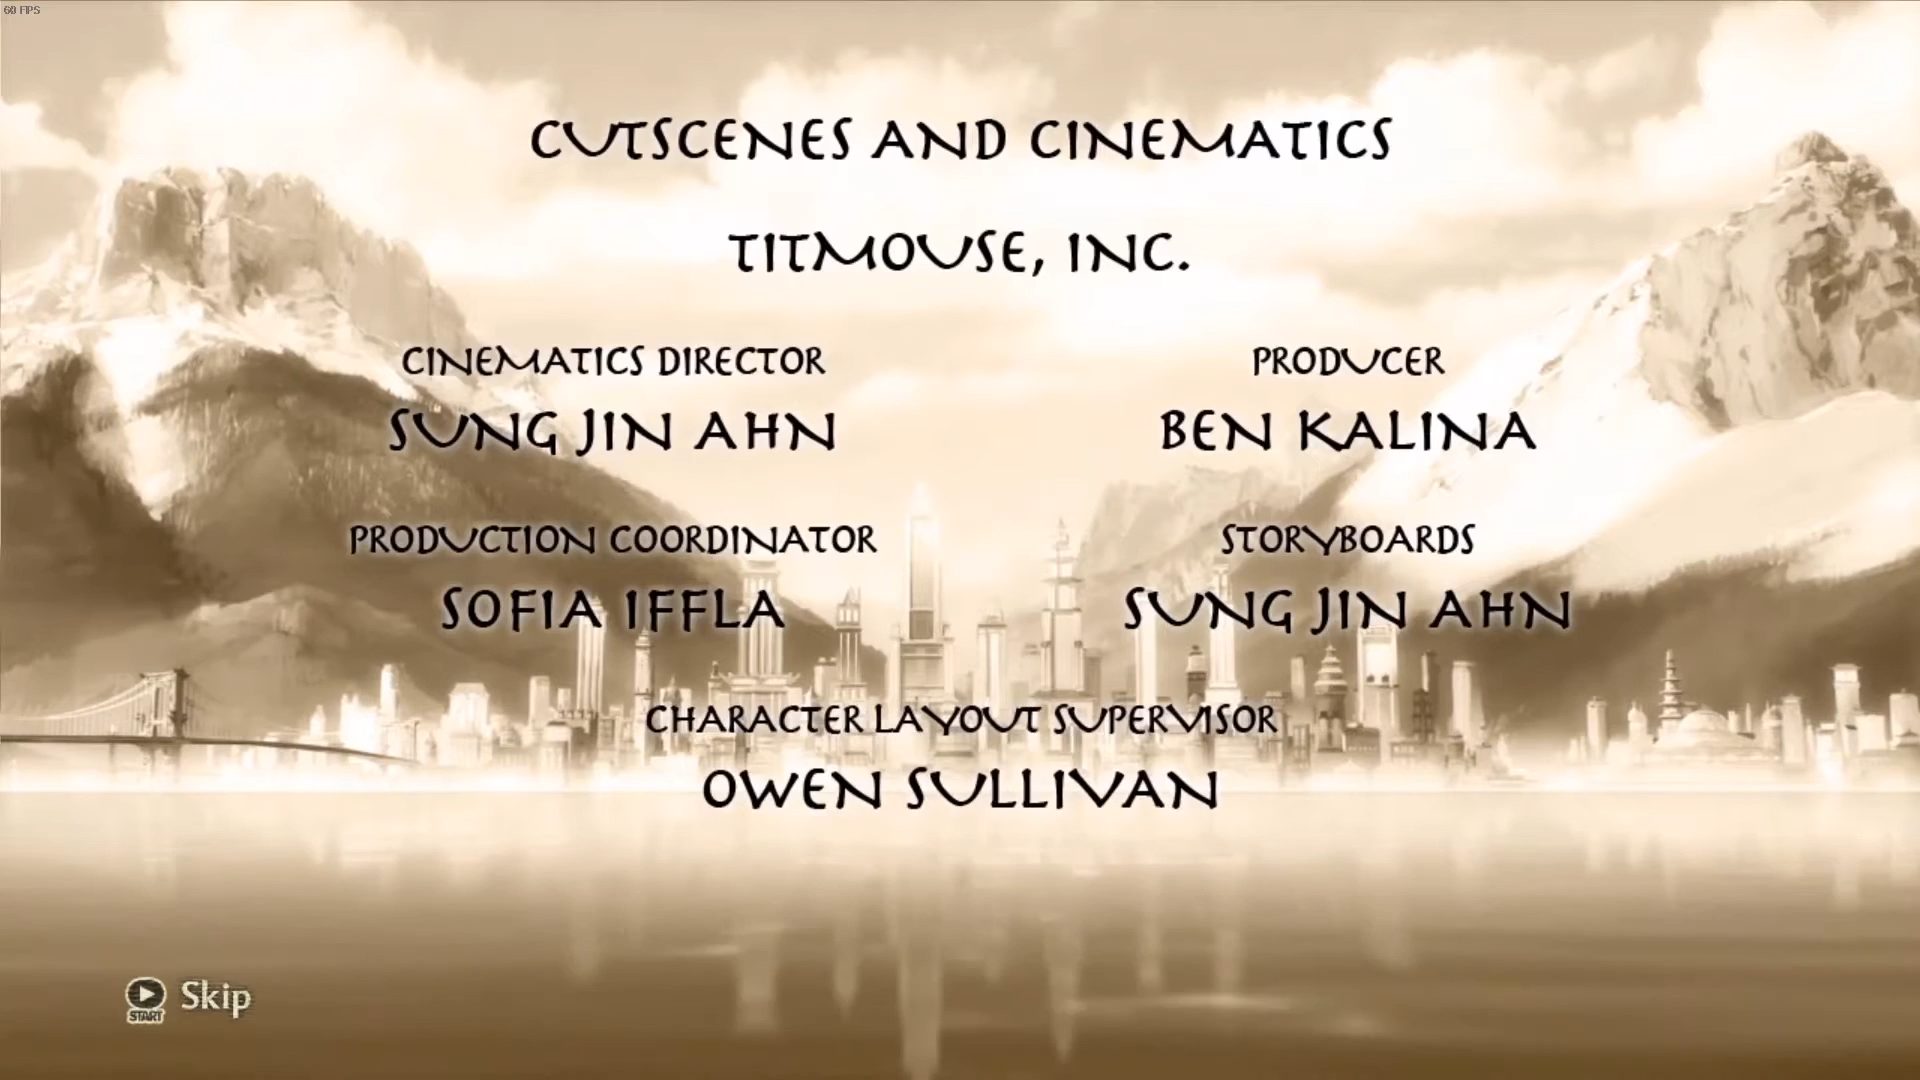 60 FPS
CUTSCENES AND CINEMATICS
TITMOUSE, INC.
CINEMATICS DIRECTOR
SUNG JIN AHN
PRODUCER
BEN KALINA
PRODUCTION COORDINATOR
SOFIA IFFLA
STORYBOARDS
SUNG JIN AHN
CHARACTER LAYOUT SUPERVISOR
OWEN SULLIVAN
START
Skip